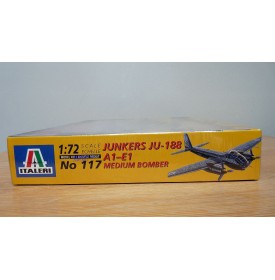 ITALERI
1:72 SCALE
No 117
JUNKERS JU-188
A1-E1
MEDIUM BOMBER